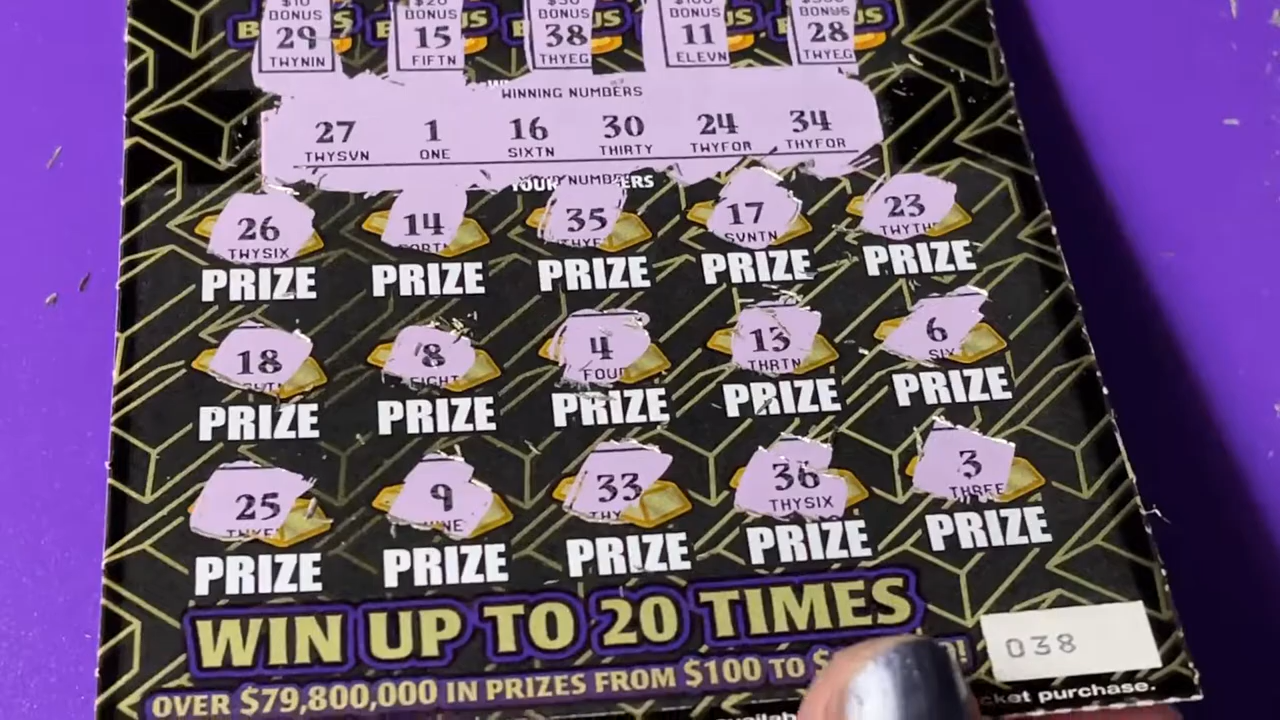 $10 $20 $50 $100 $500
BONUS BONUS BONUS BONUS BONUS
29 15 38 11 28
THYNIN FIFTN THYEG ELEVN THYEG
WINNING NUMBERS
27 1 16 30 24 34
TWYSVN ONE SIXTN THIRTY TWYFOR THYFOR
YOUR NUMBERS
26 14 35 17 23
TWYSIX SVNTN
PRIZE PRIZE PRIZE PRIZE PRIZE
18 8 4 13 6
EIGHT FOUR THRTN SIX
PRIZE PRIZE PRIZE PRIZE PRIZE
25 9 33 36 3
THYSIX THREE
PRIZE PRIZE PRIZE PRIZE PRIZE
WIN UP TO 20 TIMES
038
OVER $79,800,000 IN PRIZES FROM $100 TO
purchase.